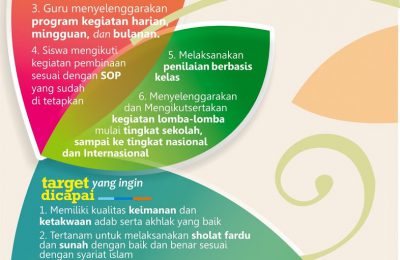 3. Guru menyelenggarakan
program kegiatan harian,
mingguan, dan bulanan.
4. Siswa mengikuti
kegiatan pembinaan
sesuai dengan SOP
yang sudah
di tetapkan
5. Melaksanakan
penilaian berbasis
kelas
6. Menyelenggarakan dan
Mengikutsertakan
kegiatan lomba-lomba
mulai tingkat sekolah,
sampai ke tingkat nasional
dan Internasional
target yang ingin
dicapai
1. Memiliki kualitas keimanan dan
ketakwaan adab serta akhlak yang baik
2. Tertanam untuk melaksanakan sholat fardu
dan sunah dengan baik dan benar sesuai
dengan syariat islam